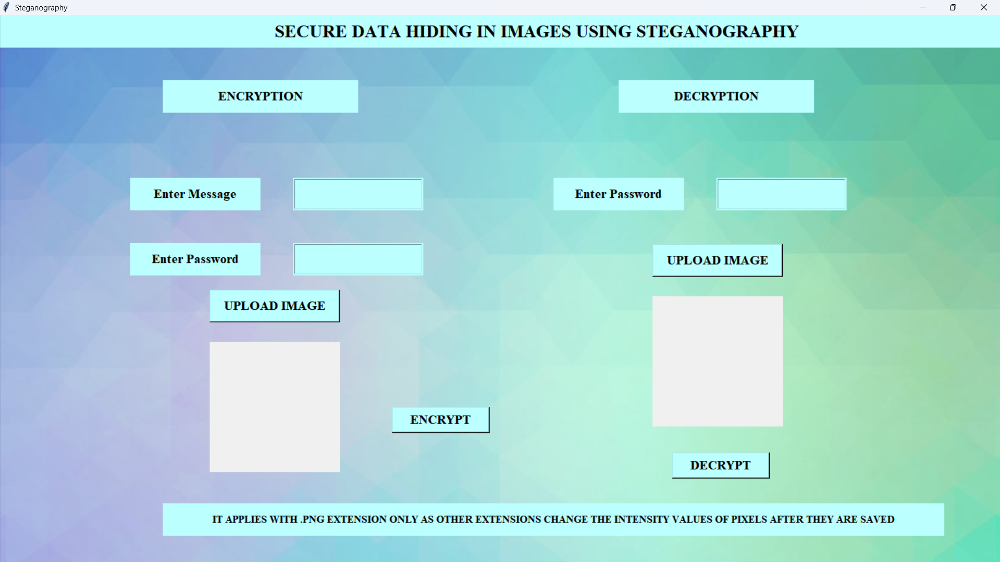 Steganography
SECURE DATA HIDING IN IMAGES USING STEGANOGRAPHY
ENCRYPTION
Enter Message
Enter Password
UPLOAD IMAGE
ENCRYPT
DECRYPTION
Enter Password
UPLOAD IMAGE
DECRYPT
IT APPLIES WITH .PNG EXTENSION ONLY AS OTHER EXTENSIONS CHANGE THE INTENSITY VALUES OF PIXELS AFTER THEY ARE SAVED